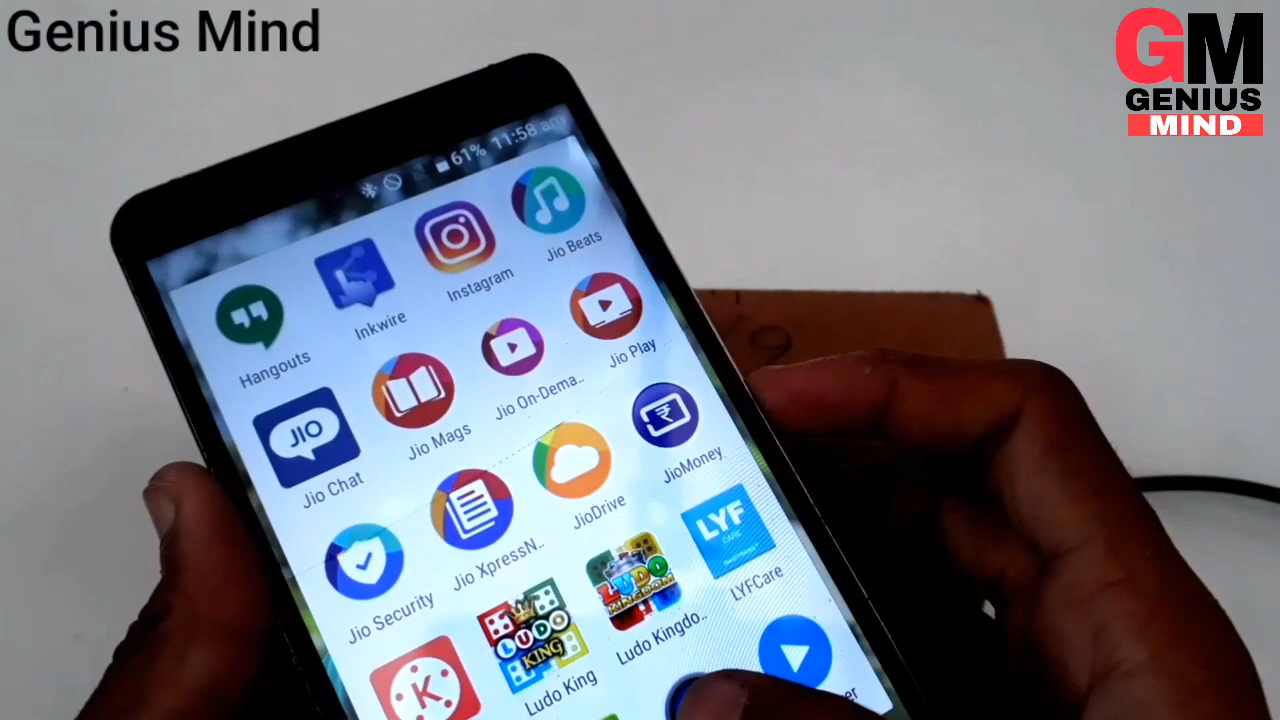 Genius Mind
GM
GENIUS
MIND
61% 11:58 am
Hangouts
Inkwire
Instagram
Jio Beats
JIO
Jio Chat
Jio Mags
Jio On-Dema..
Jio Play
Jio Security
Jio XpressN..
JioDrive
JioMoney
K
LUDO
KING
Ludo King
LUDO
KINGDOM
Ludo Kingdo..
LYF
CARE
LYFCare